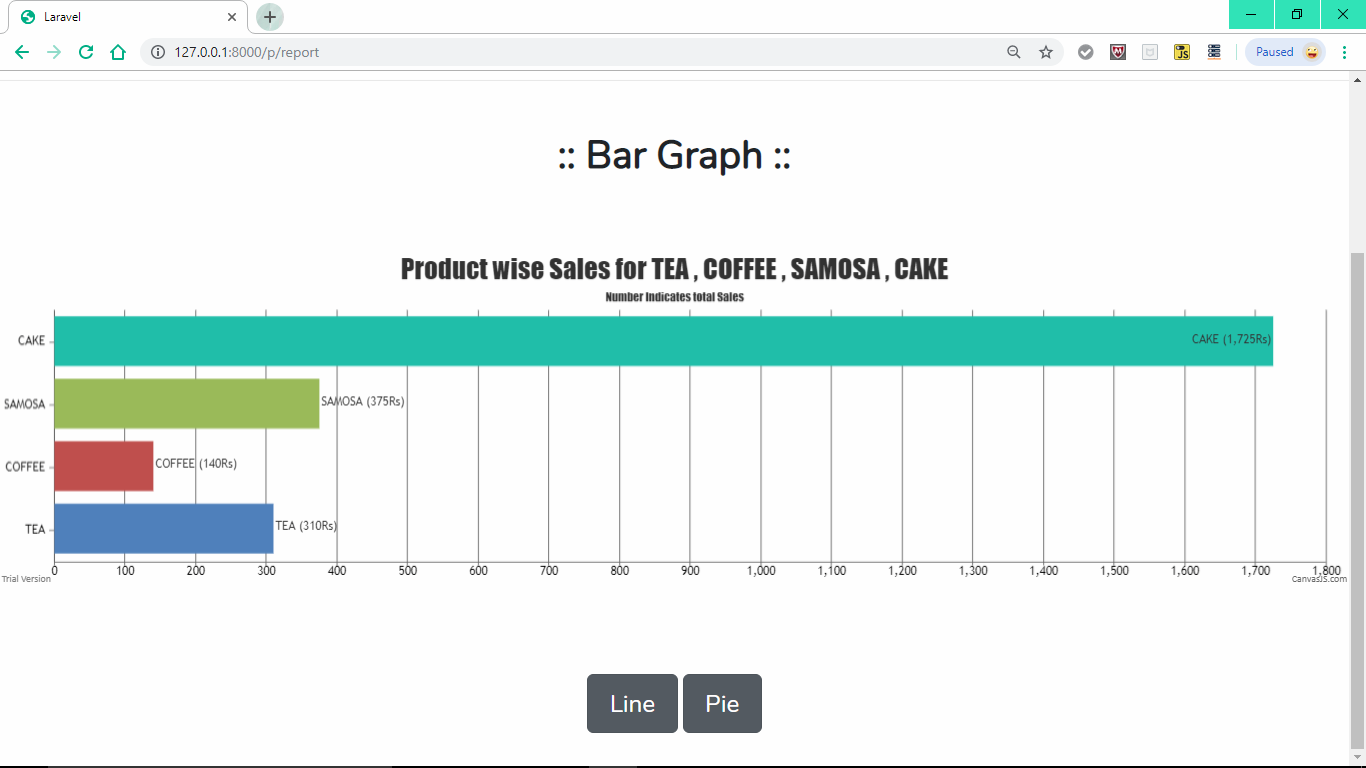 Laravel
127.0.0.1:8000/p/report
JS
Paused
:: Bar Graph ::
Product wise Sales for TEA , COFFEE , SAMOSA , CAKE
Number Indicates total Sales
CAKE
CAKE (1,725Rs)
SAMOSA
SAMOSA (375Rs)
COFFEE
COFFEE (140Rs)
TEA
TEA (310Rs)
0 100 200 300 400 500 600 700 800 900 1,000 1,100 1,200 1,300 1,400 1,500 1,600 1,700 1,800
Trial Version
CanvasJS.com
Line
Pie